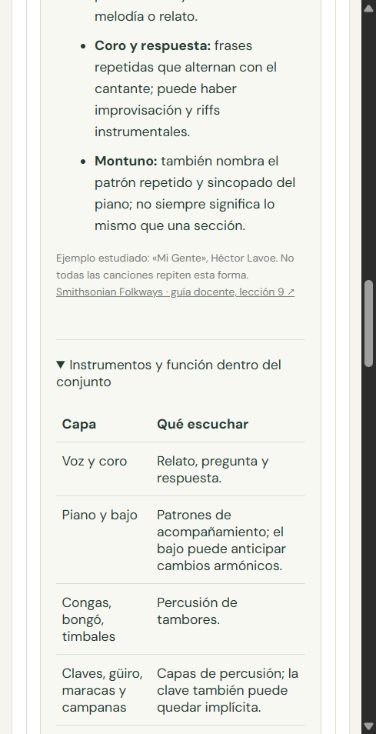 melodía o relato.
Coro y respuesta: frases
repetidas que alternan con el
cantante; puede haber
improvisación y riffs
instrumentales.
Montuno: también nombra el
patrón repetido y sincopado del
piano; no siempre significa lo
mismo que una sección.
Ejemplo estudiado: «Mi Gente», Héctor Lavoe. No
todas las canciones repiten esta forma.
Smithsonian Folkways · guía docente, lección 9 ↗
▼ Instrumentos y función dentro del
conjunto
Capa Qué escuchar
Voz y coro Relato, pregunta y
respuesta.
Piano y bajo Patrones de
acompañamiento; el
bajo puede anticipar
cambios armónicos.
Congas, Percusión de
bongó, tambores.
timbales
Claves, güiro, Capas de percusión; la
maracas y clave también puede
campanas quedar implícita.